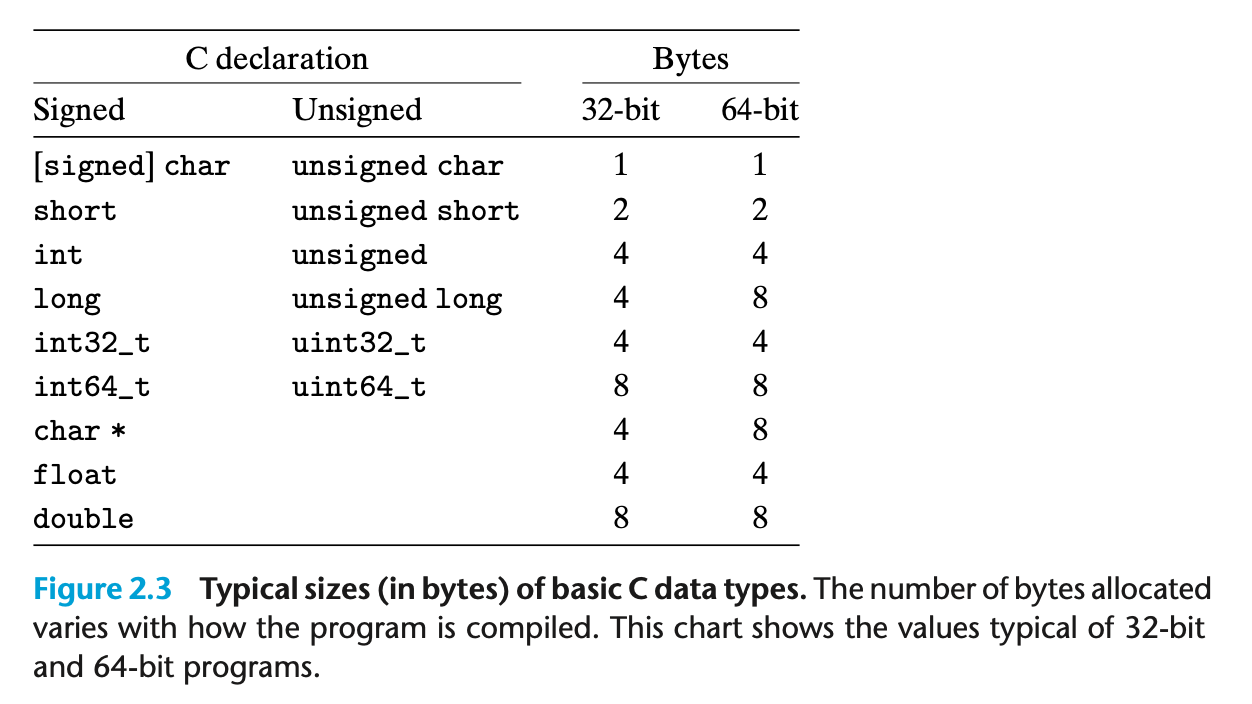 C declaration Bytes
Signed Unsigned 32-bit 64-bit
[signed] char unsigned char 1 1
short unsigned short 2 2
int unsigned 4 4
long unsigned long 4 8
int32_t uint32_t 4 4
int64_t uint64_t 8 8
char * 4 8
float 4 4
double 8 8
Figure 2.3 Typical sizes (in bytes) of basic C data types. The number of bytes allocated
varies with how the program is compiled. This chart shows the values typical of 32-bit
and 64-bit programs.